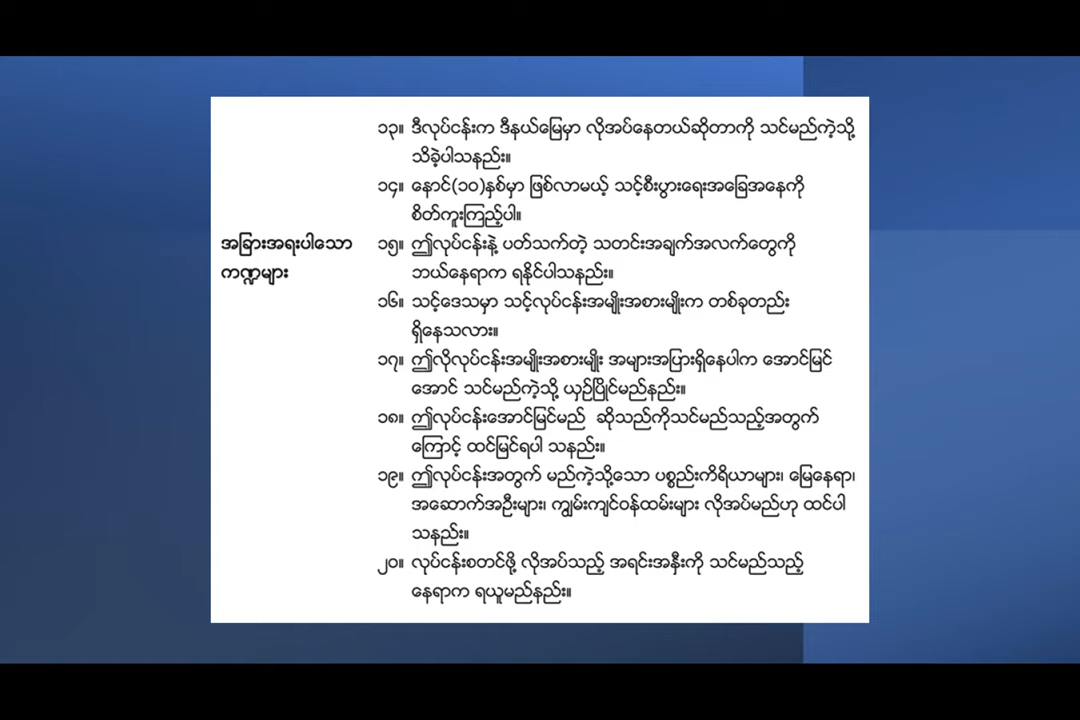 ၁၃။ ဒီလုပ်ငန်းက ဒီနယ်မြေမှာ လိုအပ်နေတယ်ဆိုတာကို သင်မည်ကဲ့သို့
သိခဲ့ပါသနည်း။
၁၄။ နောင်(၁၀)နှစ်မှာ ဖြစ်လာမယ့် သင့်စီးပွားရေးအခြေအနေကို
စိတ်ကူးကြည့်ပါ။
အခြားအရေးပါသော
ကဏ္ဍများ
၁၅။ ဤလုပ်ငန်းနဲ့ ပတ်သက်တဲ့ သတင်းအချက်အလက်တွေကို
ဘယ်နေရာက ရနိုင်ပါသနည်း။
၁၆။ သင့်ဒေသမှာ သင့်လုပ်ငန်းအမျိုးအစားမျိုးက တစ်ခုတည်း
ရှိနေသလား။
၁၇။ ဤလိုလုပ်ငန်းအမျိုးအစားမျိုး အများအပြားရှိနေပါက အောင်မြင်
အောင် သင်မည်ကဲ့သို့ ယှဉ်ပြိုင်မည်နည်း။
၁၈။ ဤလုပ်ငန်းအောင်မြင်မည် ဆိုသည်ကိုသင်မည်သည့်အတွက်
ကြောင့် ထင်မြင်ရပါ သနည်း။
၁၉။ ဤလုပ်ငန်းအတွက် မည်ကဲ့သို့သော ပစ္စည်းကိရိယာများ၊ မြေနေရာ၊
အဆောက်အဦးများ၊ ကျွမ်းကျင်ဝန်ထမ်းများ လိုအပ်မည်ဟု ထင်ပါ
သနည်း။
၂၀။ လုပ်ငန်းစတင်ဖို့ လိုအပ်သည့် အရင်းအနှီးကို သင်မည်သည့်
နေရာက ရယူမည်နည်း။